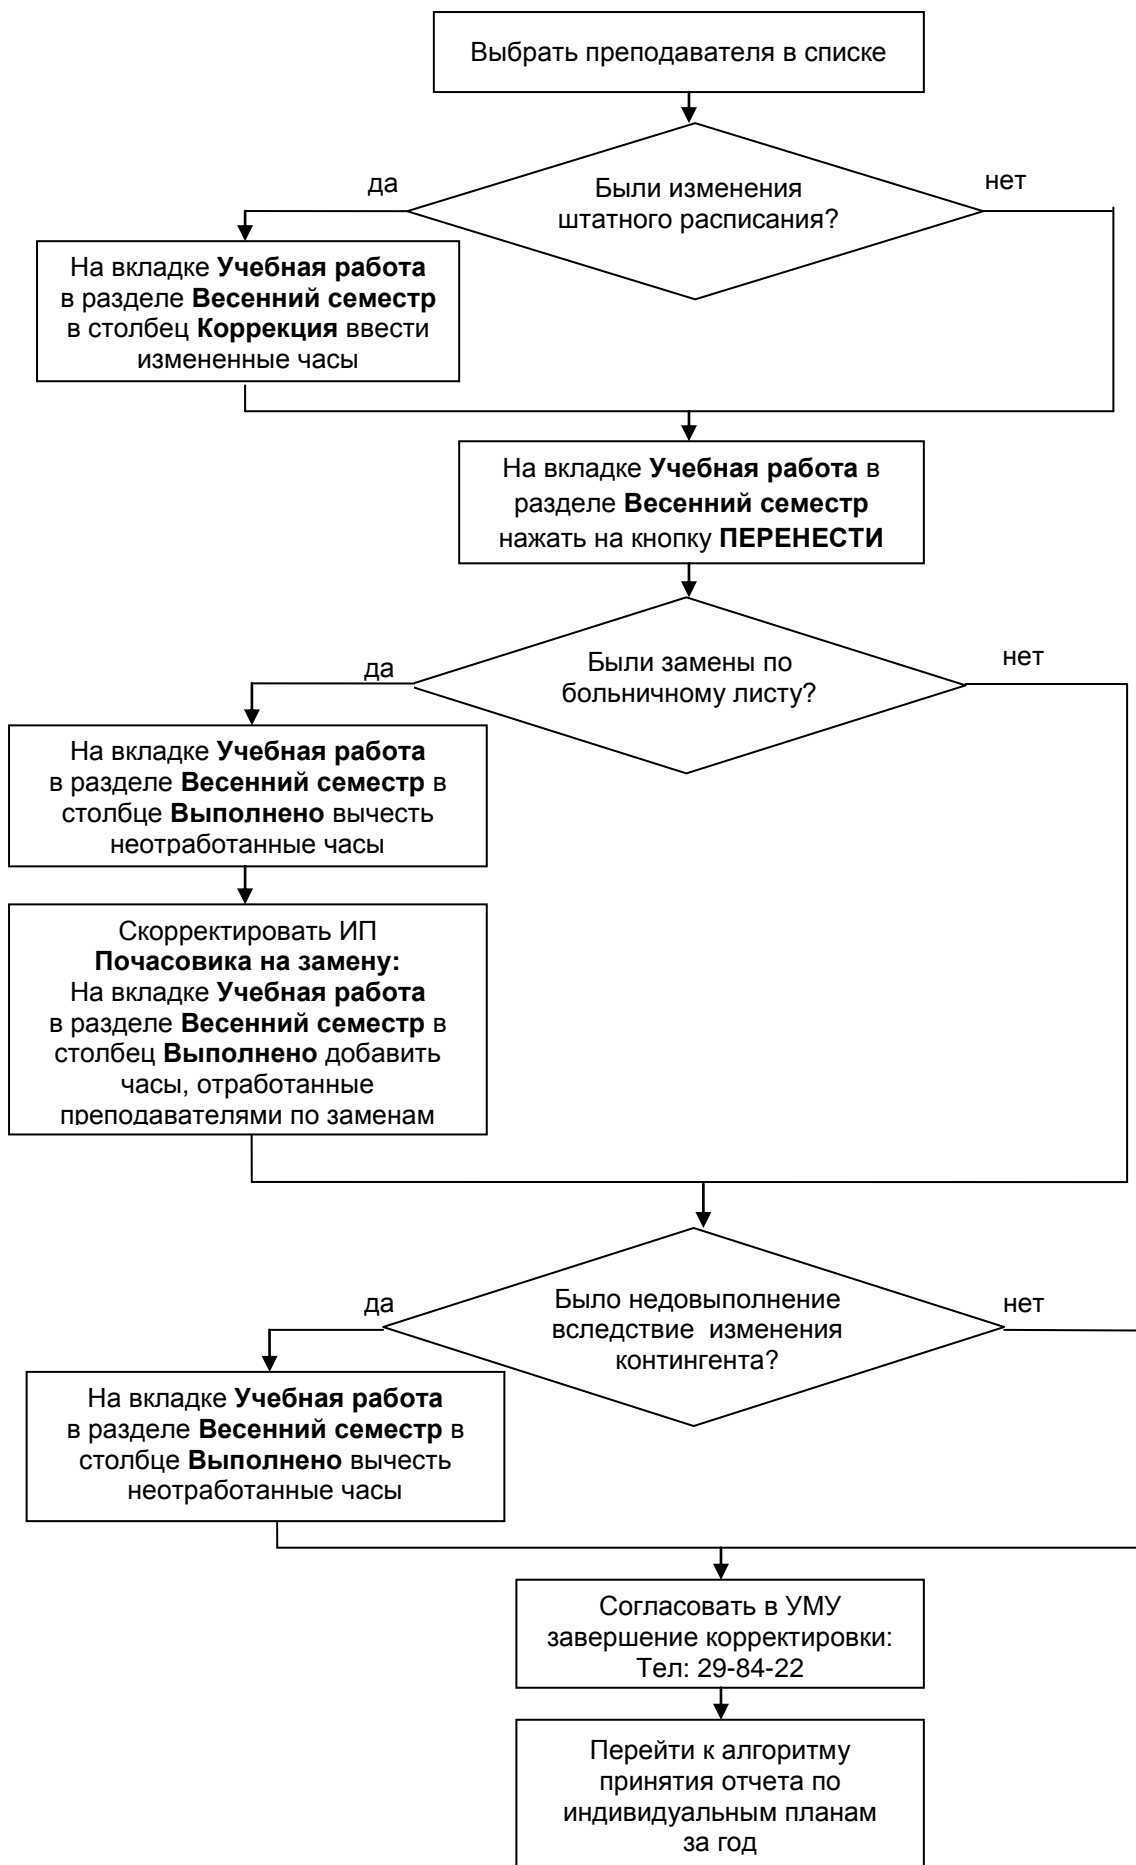 Выбрать преподавателя в списке
да
Были изменения
штатного расписания?
нет
На вкладке Учебная работа
в разделе Весенний семестр
в столбец Коррекция ввести
измененные часы
На вкладке Учебная работа в
разделе Весенний семестр
нажать на кнопку ПЕРЕНЕСТИ
да
Были замены по
больничному листу?
нет
На вкладке Учебная работа
в разделе Весенний семестр в
столбце Выполнено вычесть
неотработанные часы
Скорректировать ИП
Почасовика на замену:
На вкладке Учебная работа
в разделе Весенний семестр в
столбец Выполнено добавить
часы, отработанные
преподавателями по заменам
да
Было недовыполнение
вследствие изменения
контингента?
нет
На вкладке Учебная работа
в разделе Весенний семестр в
столбце Выполнено вычесть
неотработанные часы
Согласовать в УМУ
завершение корректировки:
Тел: 29-84-22
Перейти к алгоритму
принятия отчета по
индивидуальным планам
за год